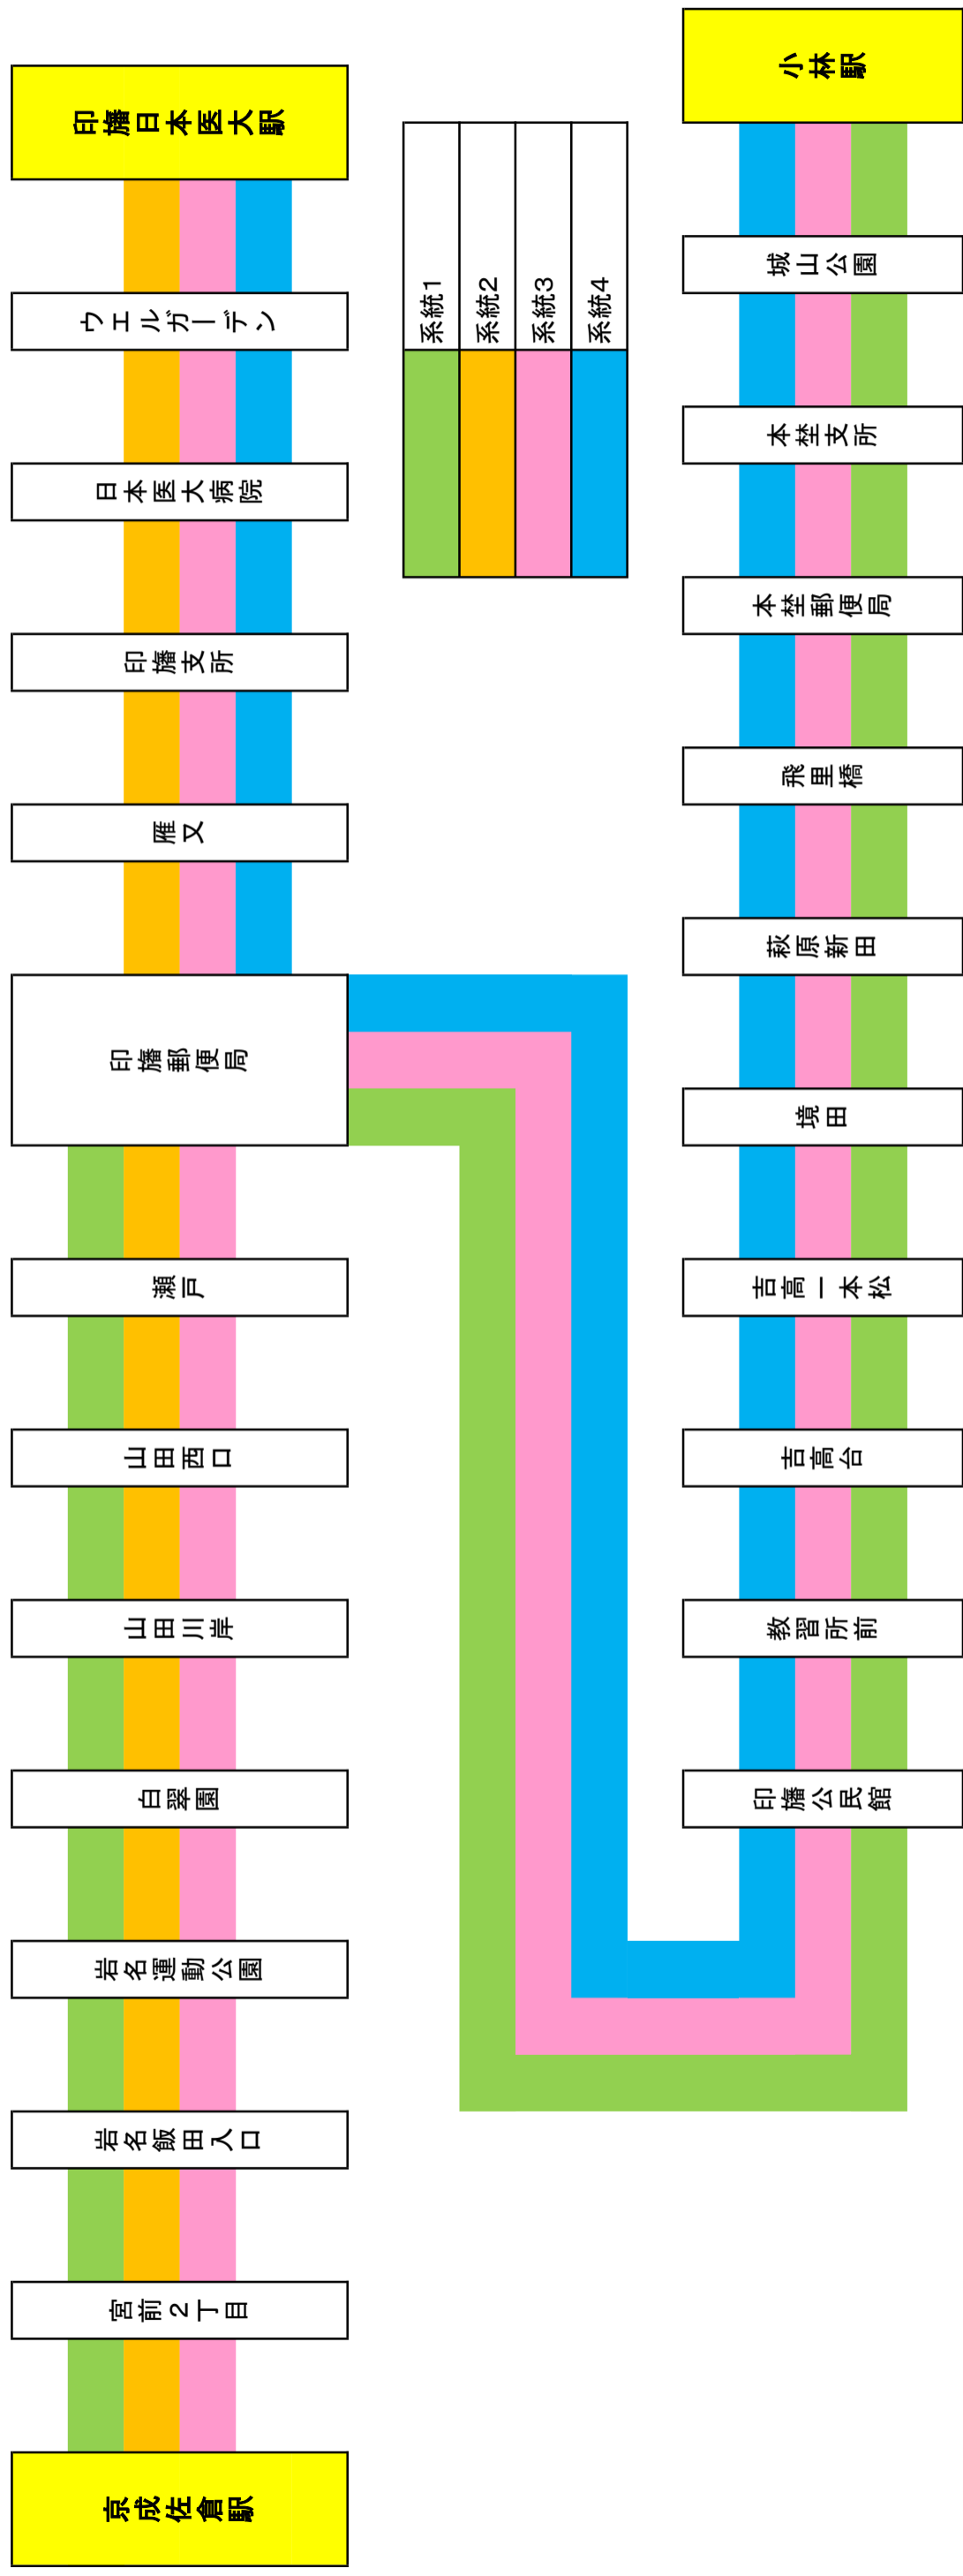 印旛日本医大駅
ウェルガーデン
日本医大病院
印旛支所
雁又
印旛郵便局
瀬戸
山田西口
山田川岸
白翠園
岩名運動公園
岩名飯田入口
宮前2丁目
京成佐倉駅
系統1
系統2
系統3
系統4
小林駅
城山公園
本埜支所
本埜郵便局
飛里橋
萩原新田
境田
吉高一本松
吉高台
教習所前
印旛公民館